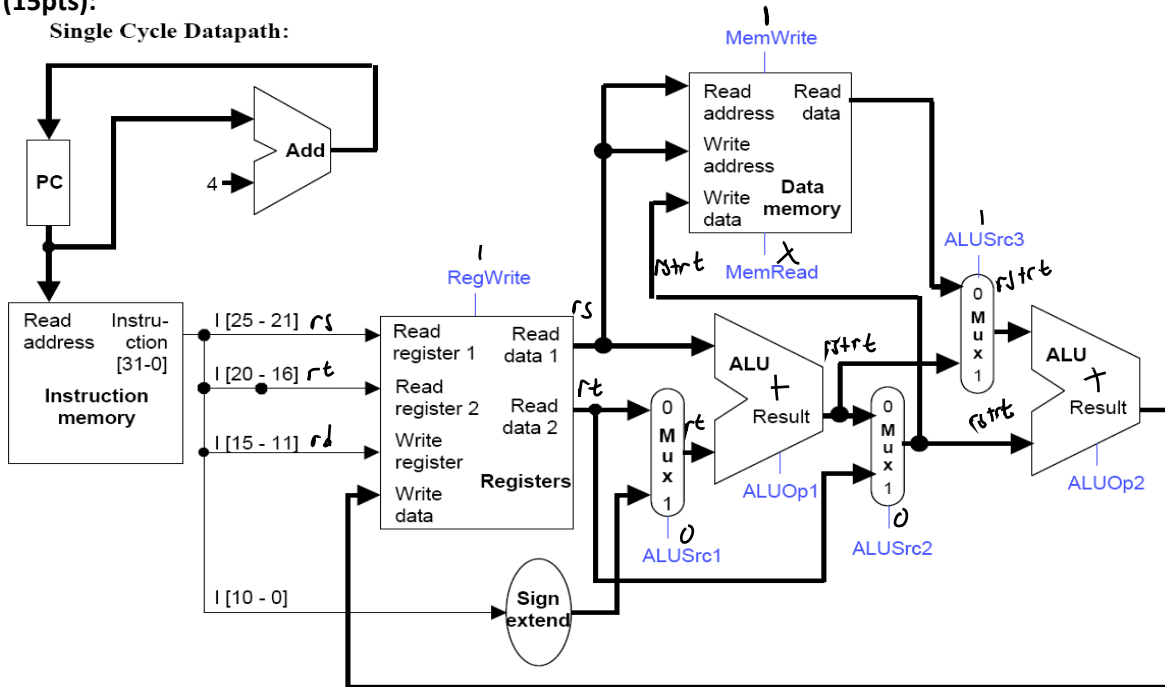 (15pts):
Single Cycle Datapath:
1
MemWrite
Read address
Read data
Write address
Write data
Data memory
X
MemRead
rs+rt
Add
PC
4
1
ALUSrc3
rs+rt
0
Mux
1
1
RegWrite
rs
Read address
Instru-
ction
[31-0]
Instruction memory
I [25 - 21] rs
I [20 - 16] rt
I [15 - 11] rd
I [10 - 0]
Read register 1
Read data 1
Read register 2
Read data 2
Write register
Registers
Write data
rt
0
Mux
1
rt
0
ALUSrc1
ALU
+
Result
ALUOp1
rs+rt
0
Mux
1
0
ALUSrc2
rs+rt
ALU
+
Result
ALUOp2
Sign extend